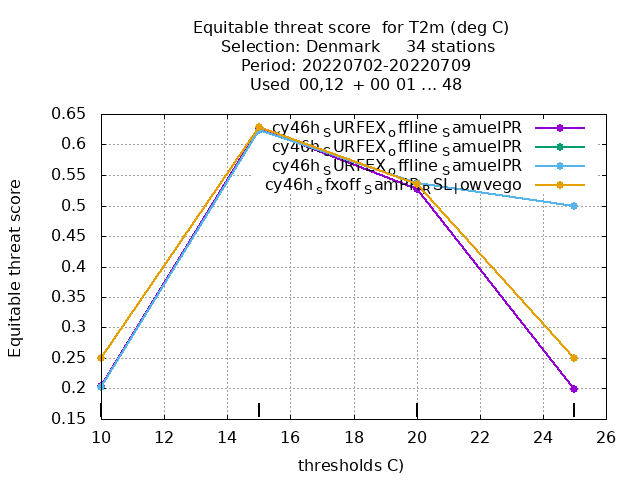 Equitable threat score  for T2m (deg C)
Selection: Denmark     34 stations
Period: 20220702-20220709
Used  00,12  + 00 01 ... 48
Equitable threat score
0.65
0.6
0.55
0.5
0.45
0.4
0.35
0.3
0.25
0.2
0.15
cy46h_SURFEX_offline_SamuelPR
cy46h_SURFEX_offline_SamuelPR
cy46h_SURFEX_offline_SamuelPR
cy46h_sfxoff_SamPR_RSL_lowvego
10 12 14 16 18 20 22 24 26
thresholds C)